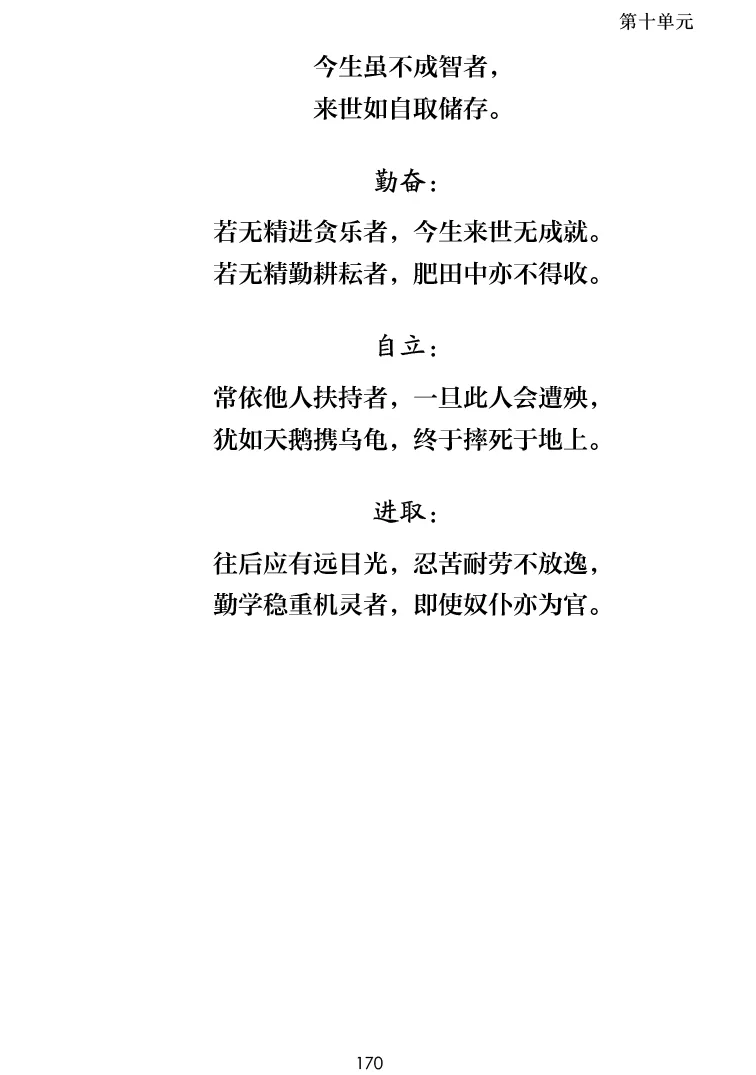 第十单元
今生虽不成智者，
来世如自取储存。
勤奋：
若无精进贪乐者，今生来世无成就。
若无精勤耕耘者，肥田中亦不得收。
自立：
常依他人扶持者，一旦此人会遭殃，
犹如天鹅携乌龟，终于摔死于地上。
进取：
往后应有远目光，忍苦耐劳不放逸，
勤学稳重机灵者，即使奴仆亦为官。
170